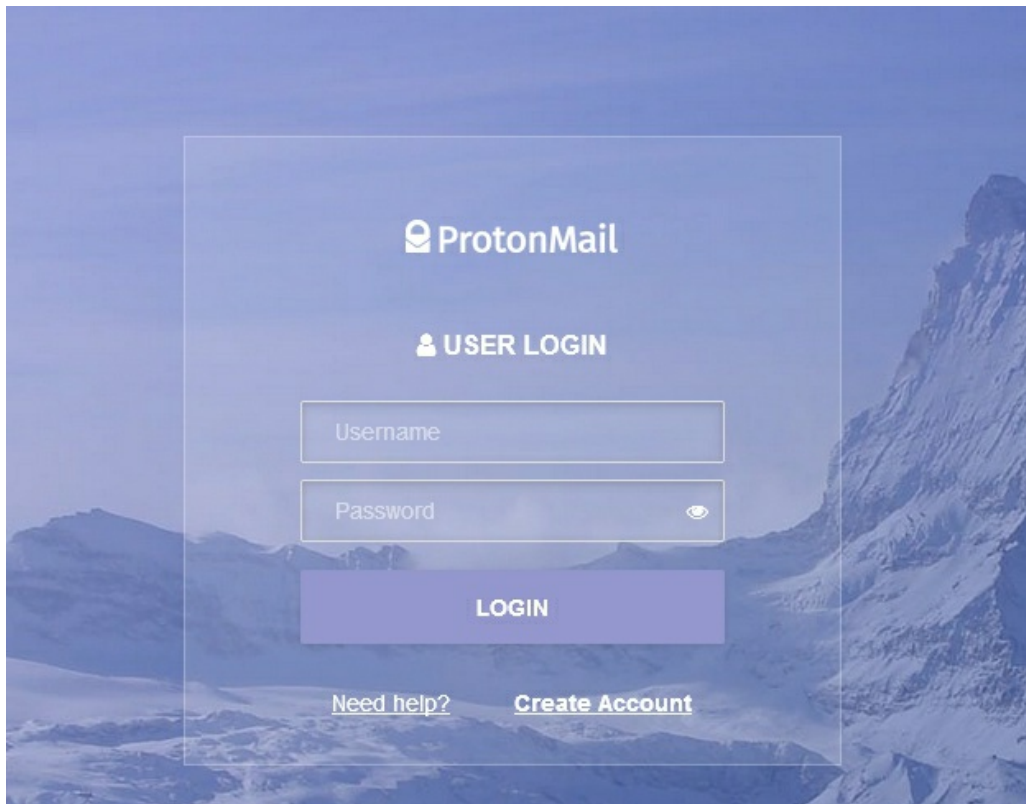 ProtonMail
USER LOGIN
Username
Password
LOGIN
Need help? Create Account